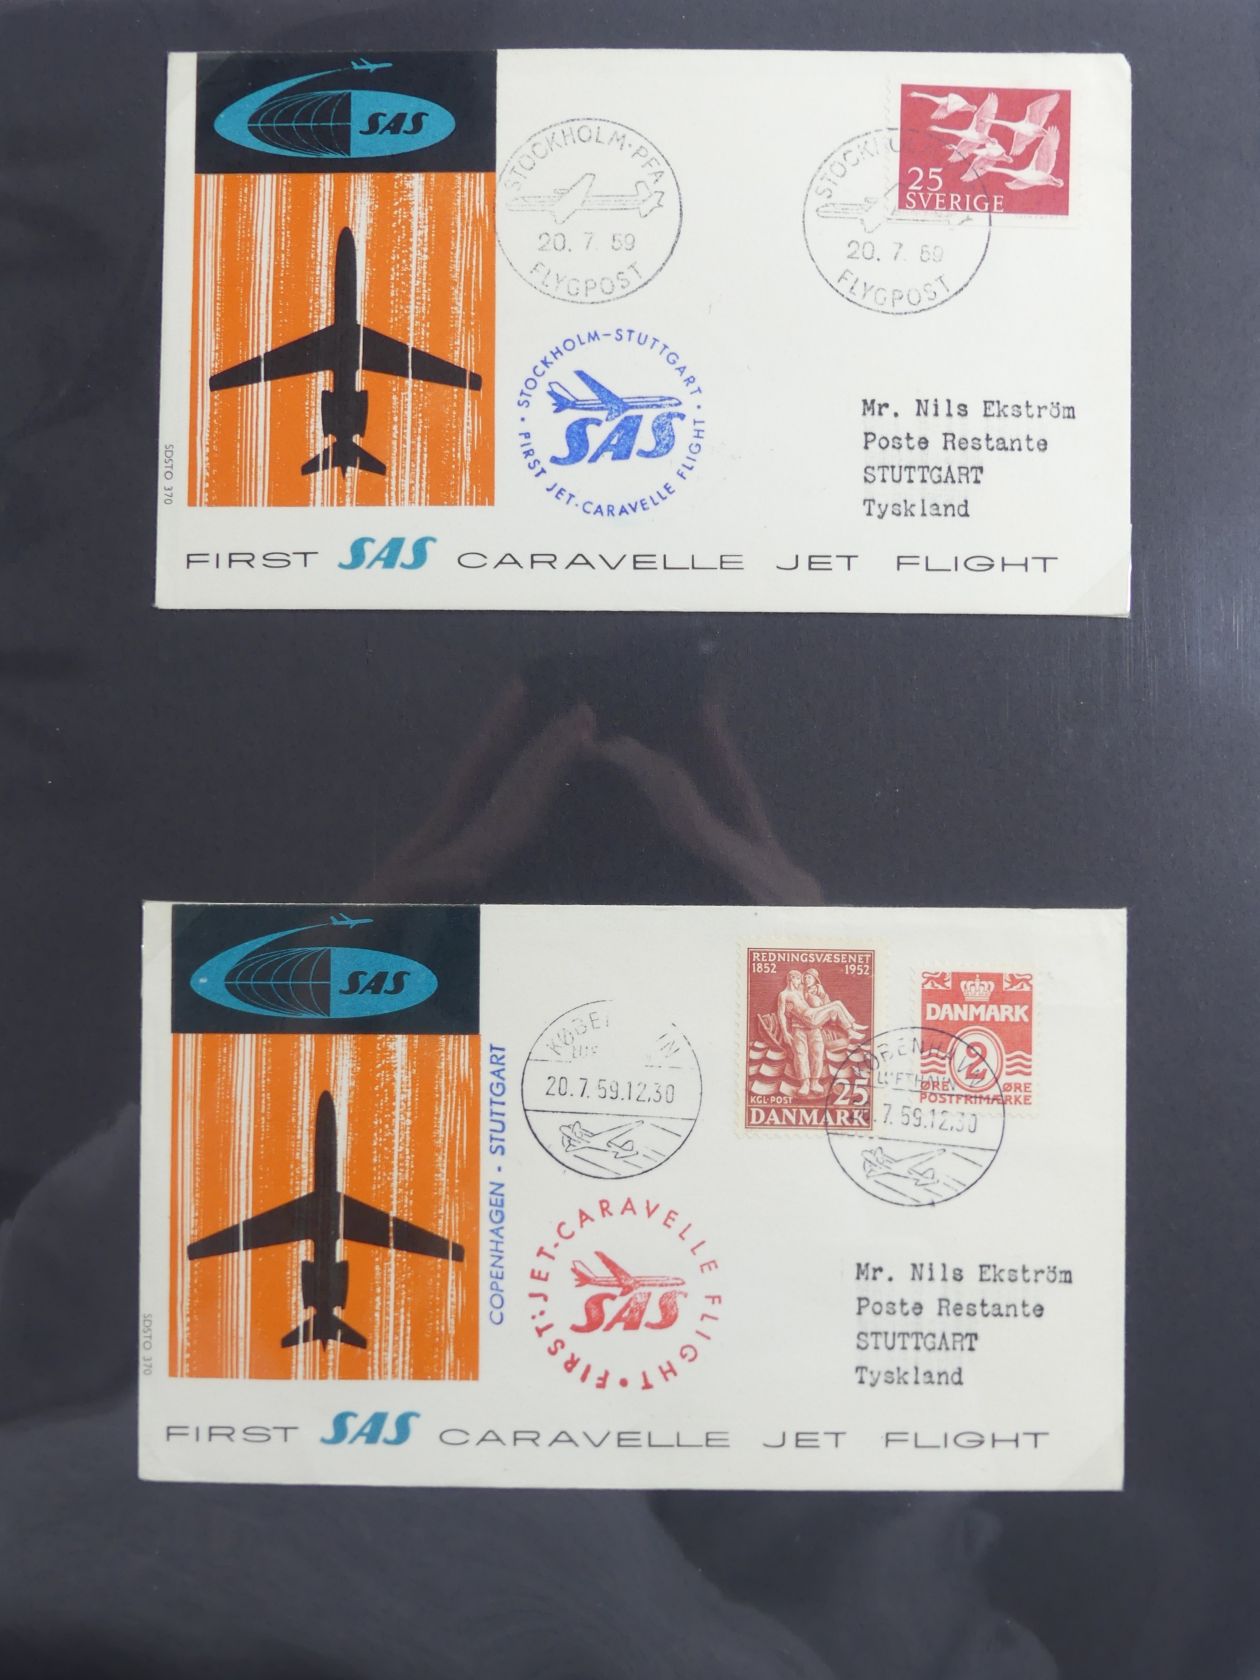 SAS
25
SVERIGE
STOCKHOLM·PFA
20. 7. 59
FLYGPOST
20. 7. 59
FLYGPOST
• STOCKHOLM–STUTTGART •
SAS
FIRST JET-CARAVELLE FLIGHT
Mr. Nils Ekström
Poste Restante
STUTTGART
Tyskland
SDSTO 370
FIRST SAS CARAVELLE JET FLIGHT
SAS
REDNINGSVÆSENET
1852 1952
KGL·POST 25
DANMARK
DANMARK
2
ØRE ØRE
POSTFRIMÆRKE
20.7.59.12,30
KØBENHAVN
LUFTHAVN
7.59.12,30
COPENHAGEN - STUTTGART
FIRST:JET-CARAVELLE FLIGHT •
SAS
Mr. Nils Ekström
Poste Restante
STUTTGART
Tyskland
SDSTO 370
FIRST SAS CARAVELLE JET FLIGHT